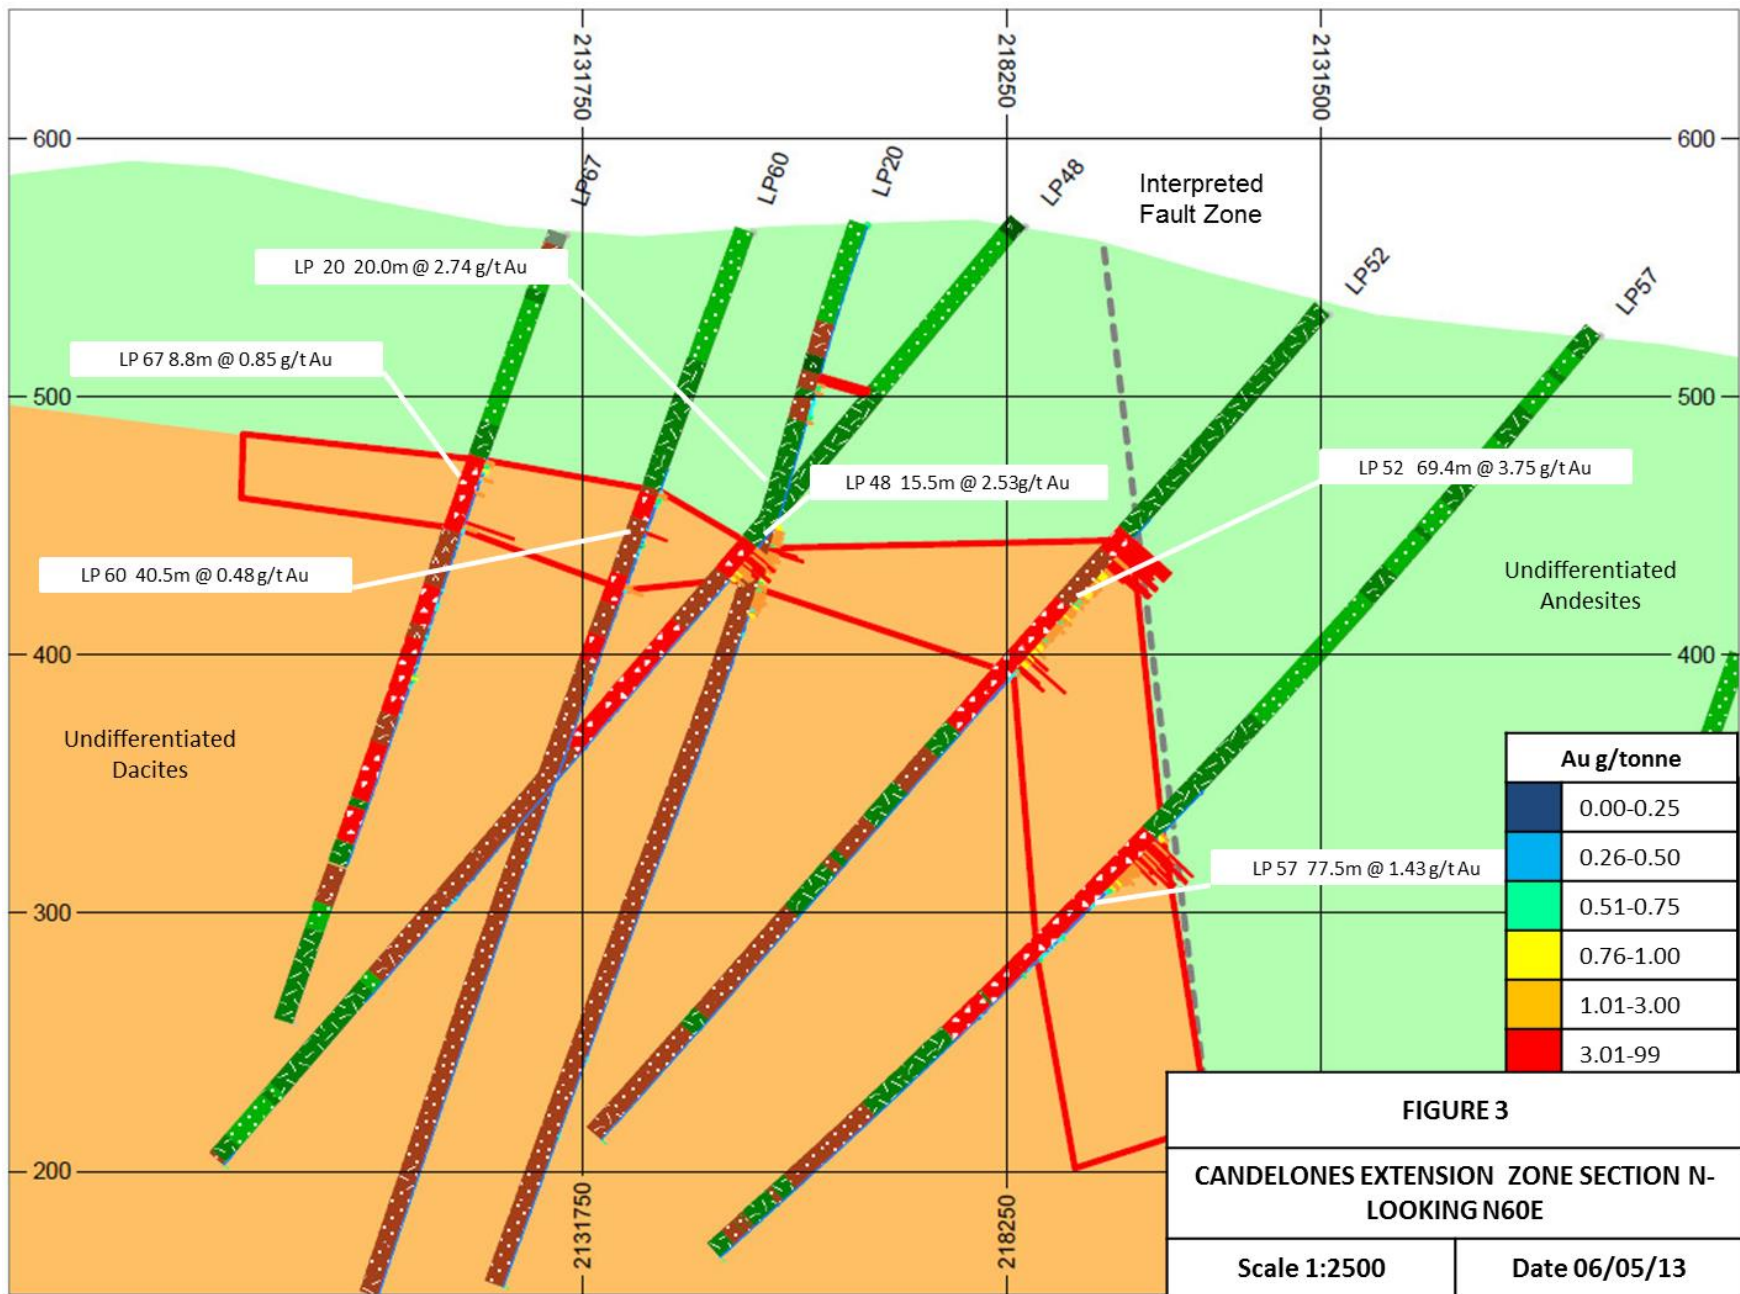 2131750
218250
2131500
600
600
LP67
LP60
LP20
LP48
Interpreted
Fault Zone
LP52
LP57
LP 20 20.0m @ 2.74 g/t Au
LP 67 8.8m @ 0.85 g/t Au
500
500
LP 48 15.5m @ 2.53g/t Au
LP 52 69.4m @ 3.75 g/t Au
LP 60 40.5m @ 0.48 g/t Au
Undifferentiated
Andesites
400
400
Undifferentiated
Dacites
Au g/tonne
0.00-0.25
0.26-0.50
0.51-0.75
0.76-1.00
1.01-3.00
3.01-99
LP 57 77.5m @ 1.43 g/t Au
300
200
2131750
218250
FIGURE 3
CANDELONES EXTENSION ZONE SECTION N-
LOOKING N60E
Scale 1:2500
Date 06/05/13